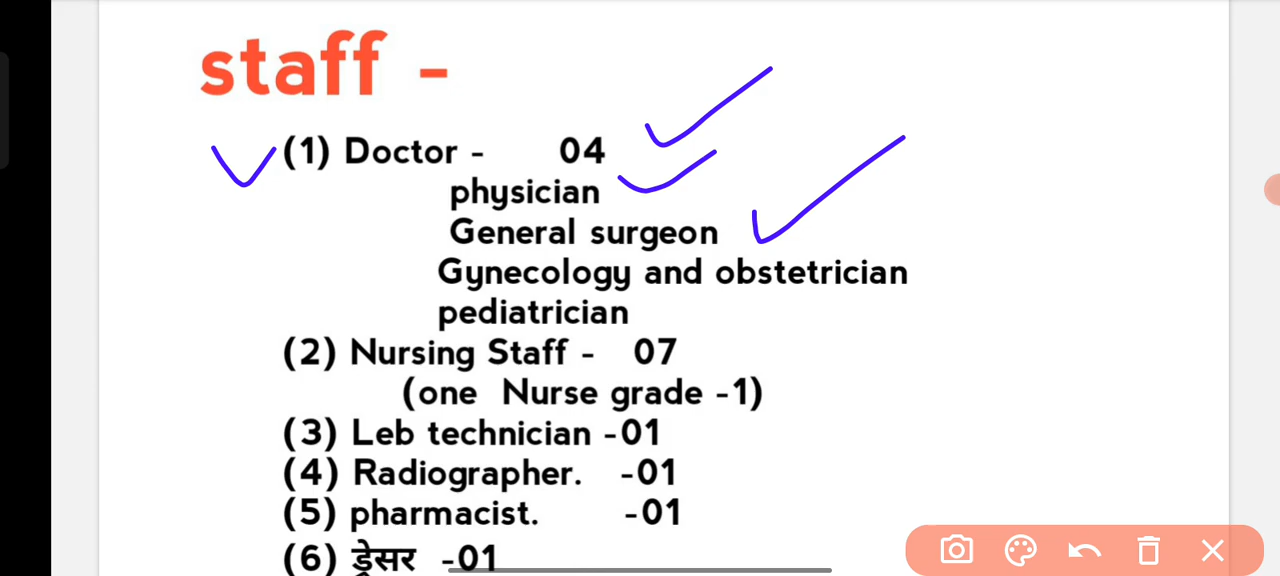 staff -
(1) Doctor - 04
physician
General surgeon
Gynecology and obstetrician
pediatrician
(2) Nursing Staff - 07
(one Nurse grade -1)
(3) Leb technician -01
(4) Radiographer. -01
(5) pharmacist. -01
(6) ड्रेसर -01